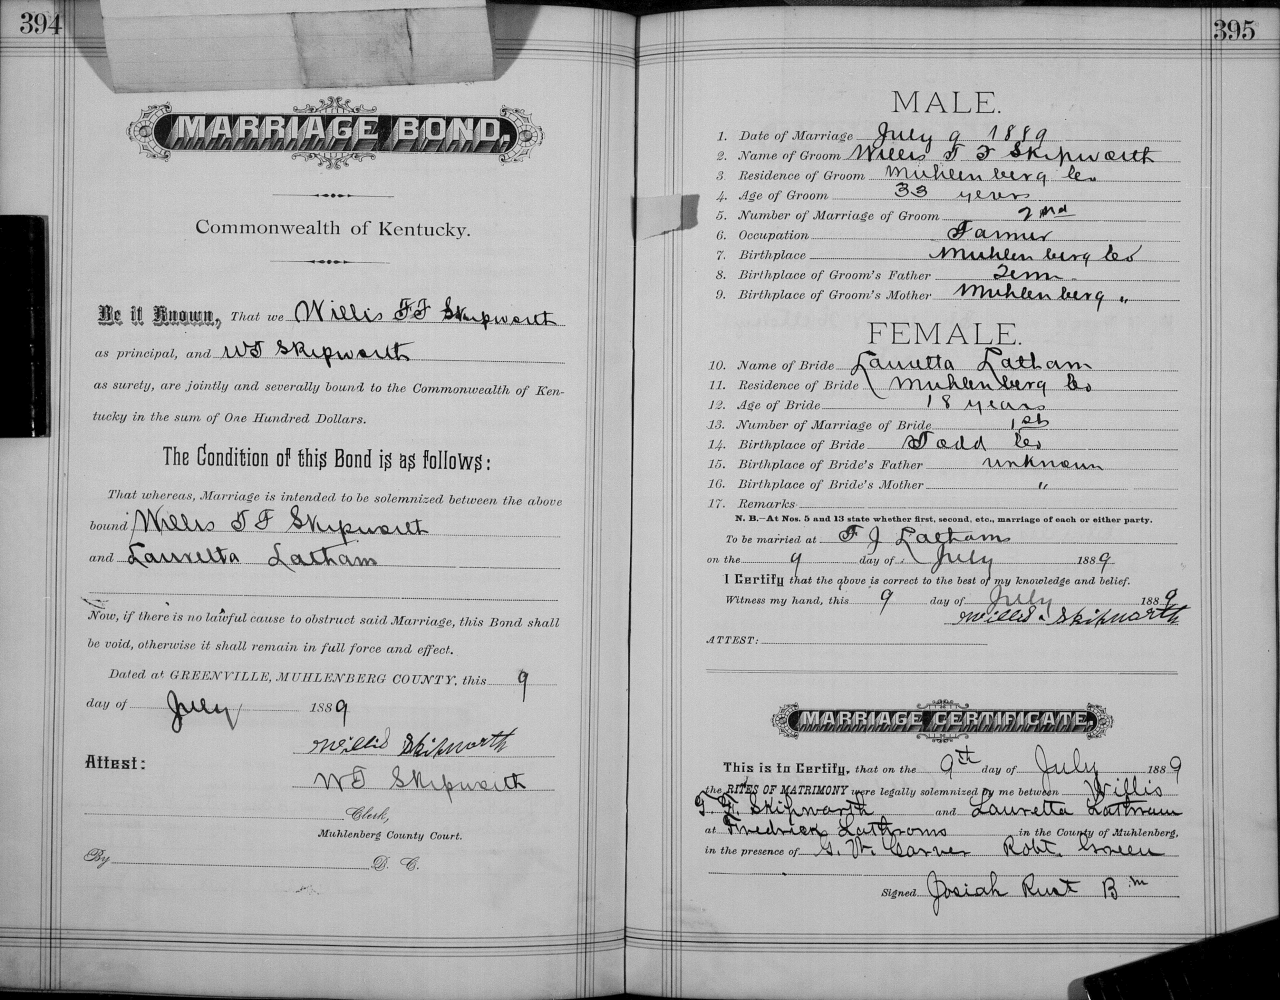 394
MARRIAGE BOND.
Commonwealth of Kentucky.
Be it Known, That we Willis F F Skipworth
as principal, and WT Skipworth
as surety, are jointly and severally bound to the Commonwealth of Ken-
tucky in the sum of One Hundred Dollars.
The Condition of this Bond is as follows:
That whereas, Marriage is intended to be solemnized between the above
bound Willis T F Skipworth
and Lauretta Latham
Now, if there is no lawful cause to obstruct said Marriage, this Bond shall
be void, otherwise it shall remain in full force and effect.
Dated at GREENVILLE, MUHLENBERG COUNTY, this 9
day of July 1889
Willis Skipworth
Attest:
WT Skipworth
Clerk,
Muhlenberg County Court.
By D. C.
395
MALE.
1. Date of Marriage July 9 1889
2. Name of Groom Willis T F Skipworth
3. Residence of Groom Muhlenberg Co
4. Age of Groom 33 years
5. Number of Marriage of Groom 2nd
6. Occupation Farmer
7. Birthplace Muhlenberg Co
8. Birthplace of Groom's Father Tenn
9. Birthplace of Groom's Mother Muhlenberg "
FEMALE.
10. Name of Bride Lauretta Latham
11. Residence of Bride Muhlenberg Co
12. Age of Bride 18 years
13. Number of Marriage of Bride 1st
14. Birthplace of Bride Todd Co
15. Birthplace of Bride's Father unknown
16. Birthplace of Bride's Mother "
17. Remarks
N. B.—At Nos. 5 and 13 state whether first, second, etc., marriage of each or either party.
To be married at F J Lathams
on the 9 day of July 1889
I Certify that the above is correct to the best of my knowledge and belief.
Witness my hand, this 9 day of July 1889
Willis Skipworth
ATTEST:
MARRIAGE CERTIFICATE.
This is to Certify, that on the 9th day of July 1889
the RITES OF MATRIMONY were legally solemnized by me between Willis
T. F. Skipworth and Lauretta Lathram
at Fredrick Lathroms in the County of Muhlenberg,
in the presence of G. W. Garver Robt. Green
Signed Josiah Rust B m